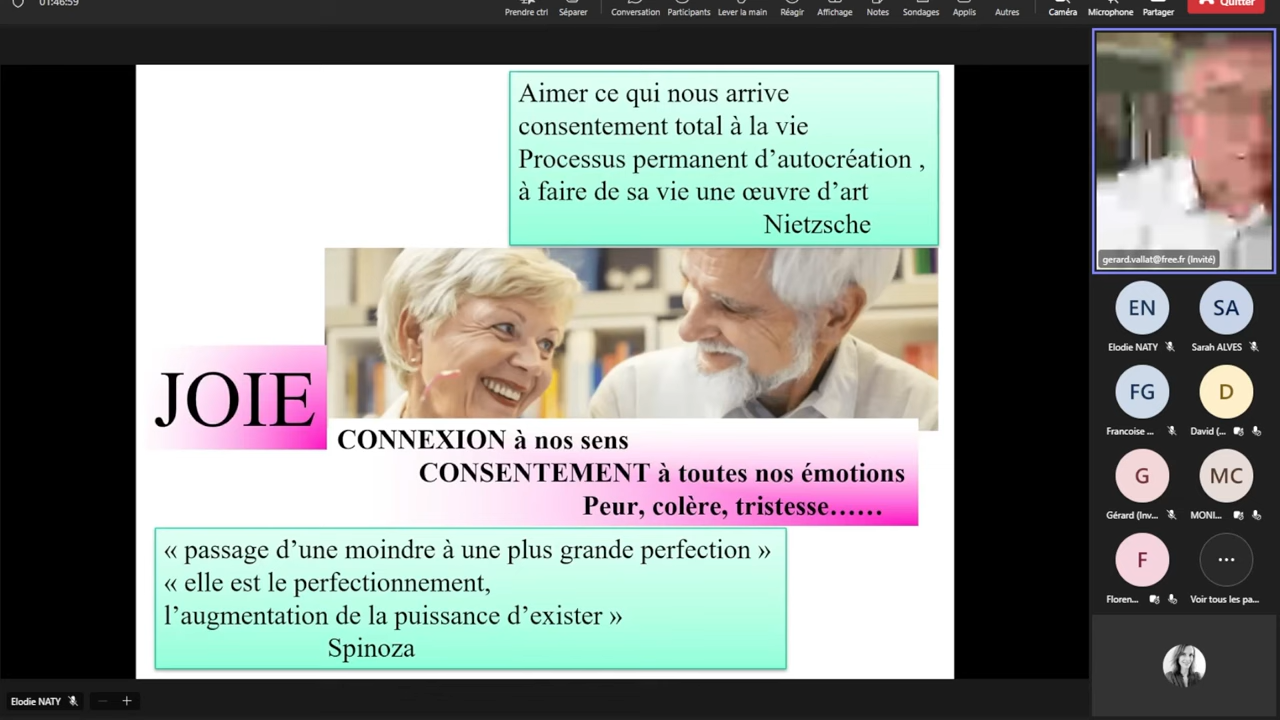 01:46:59
Prendre ctrl
Séparer
Conversation
Participants
Lever la main
Réagir
Affichage
Notes
Sondages
Applis
Autres
Caméra
Microphone
Partager
Quitter
Aimer ce qui nous arrive
consentement total à la vie
Processus permanent d’autocréation ,
à faire de sa vie une œuvre d’art
Nietzsche
JOIE
CONNEXION à nos sens
CONSENTEMENT à toutes nos émotions
Peur, colère, tristesse……
« passage d’une moindre à une plus grande perfection »
« elle est le perfectionnement,
l’augmentation de la puissance d’exister »
Spinoza
gerard.vallat@free.fr (Invité)
EN
SA
Elodie NATY
Sarah ALVES
FG
D
Francoise ...
David (...
G
MC
Gérard (Inv...
MONI...
F
...
Floren...
Voir tous les pa...
Elodie NATY